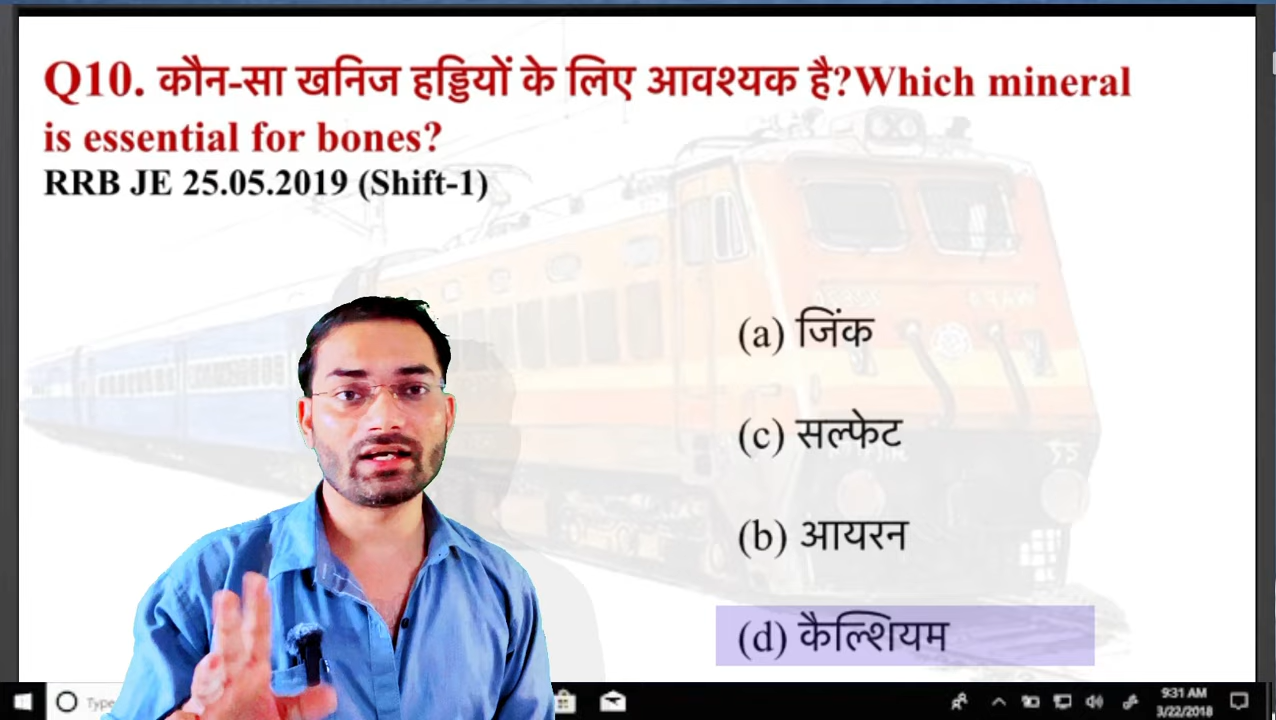 Q10. कौन-सा खनिज हड्डियों के लिए आवश्यक है?Which mineral
is essential for bones?
RRB JE 25.05.2019 (Shift-1)
(a) जिंक
(c) सल्फेट
(b) आयरन
(d) कैल्शियम
Type
9:31 AM
3/22/2018